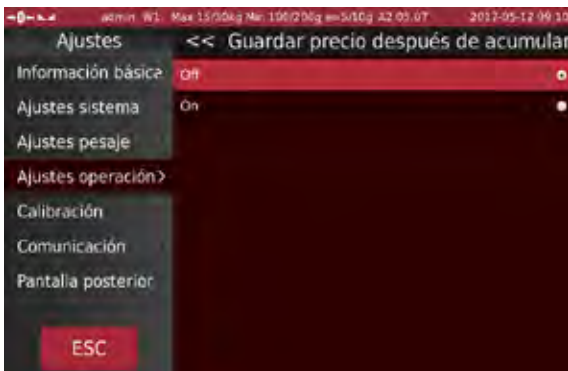 admin W1 Max 15/30kg Min 100/200g e=5/10g A2 05.07 2017-05-12 09:10
Ajustes << Guardar precio después de acumular
Información básica Off
Ajustes sistema On
Ajustes pesaje
Ajustes operación >
Calibración
Comunicación
Pantalla posterior
ESC